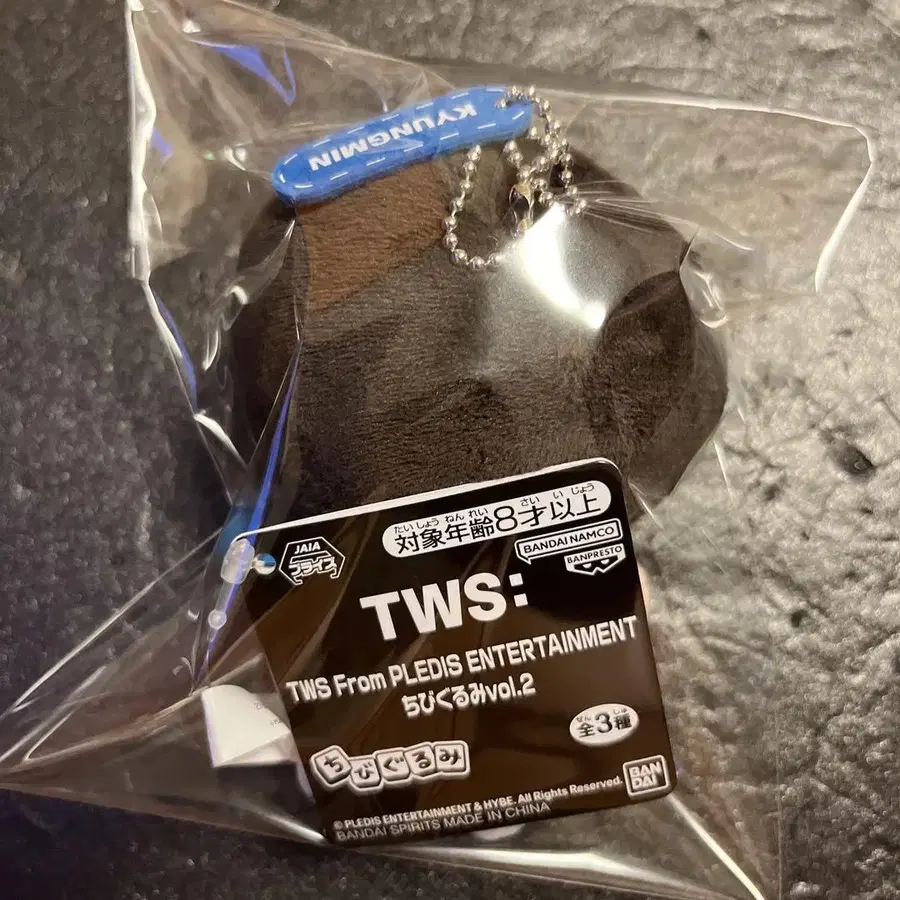 KYUNGMIN
たいしょうねんれい さいいじょう
対象年齢8才以上
JAIA
プライズ
BANDAI NAMCO
BANPRESTO
TWS:
TWS From PLEDIS ENTERTAINMENT
ちびぐるみvol.2
ぜん しゅ
全3種
ちびぐるみ
BAN
DAI
© PLEDIS ENTERTAINMENT & HYBE. All Rights Reserved.
BANDAI SPIRITS MADE IN CHINA